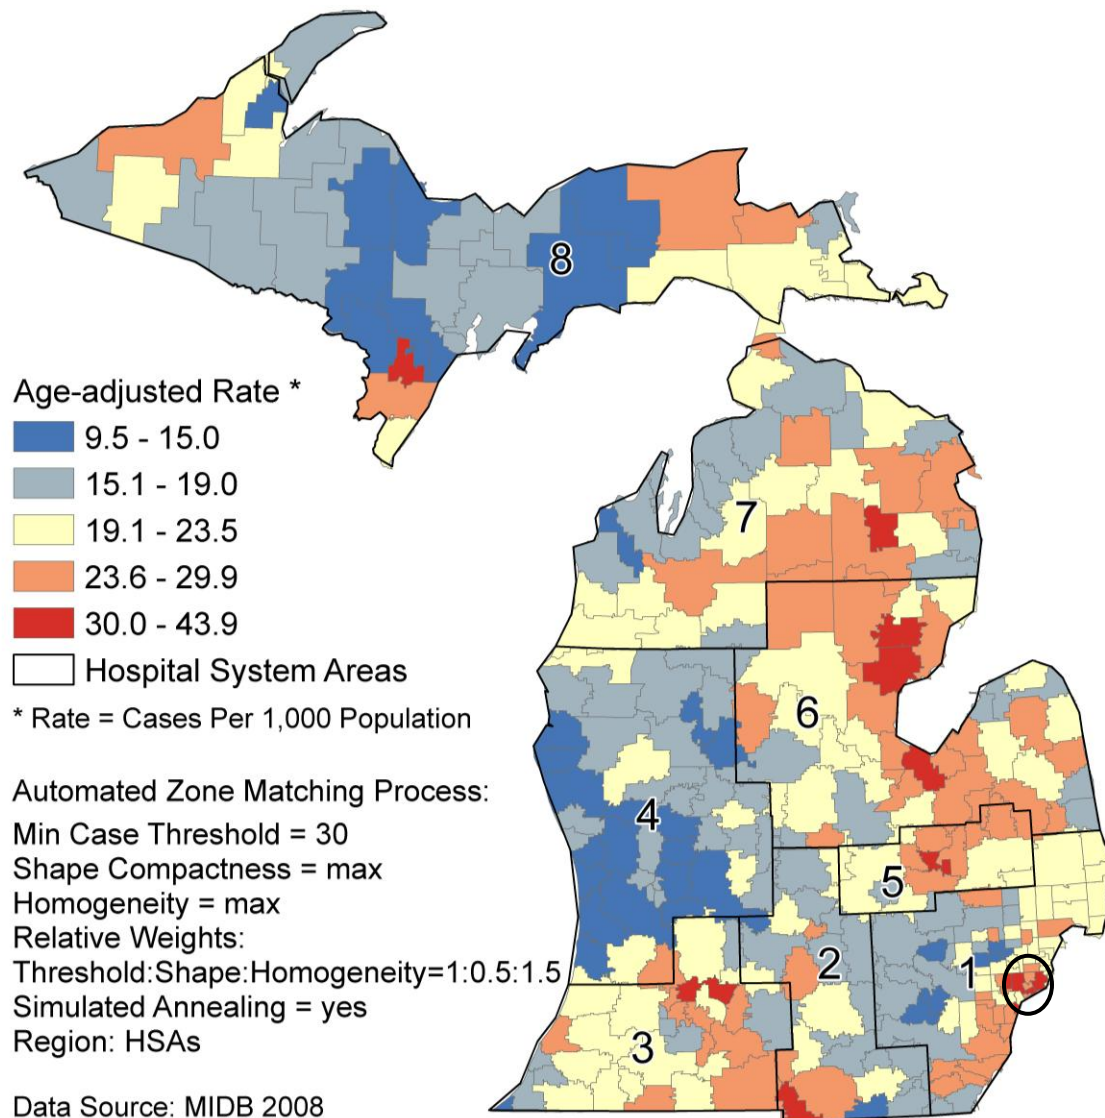 Age-adjusted Rate *
9.5 - 15.0
15.1 - 19.0
19.1 - 23.5
23.6 - 29.9
30.0 - 43.9
Hospital System Areas
* Rate = Cases Per 1,000 Population
Automated Zone Matching Process:
Min Case Threshold = 30
Shape Compactness = max
Homogeneity = max
Relative Weights:
Threshold:Shape:Homogeneity=1:0.5:1.5
Simulated Annealing = yes
Region: HSAs
Data Source: MIDB 2008
8
7
6
4
5
2
1
3